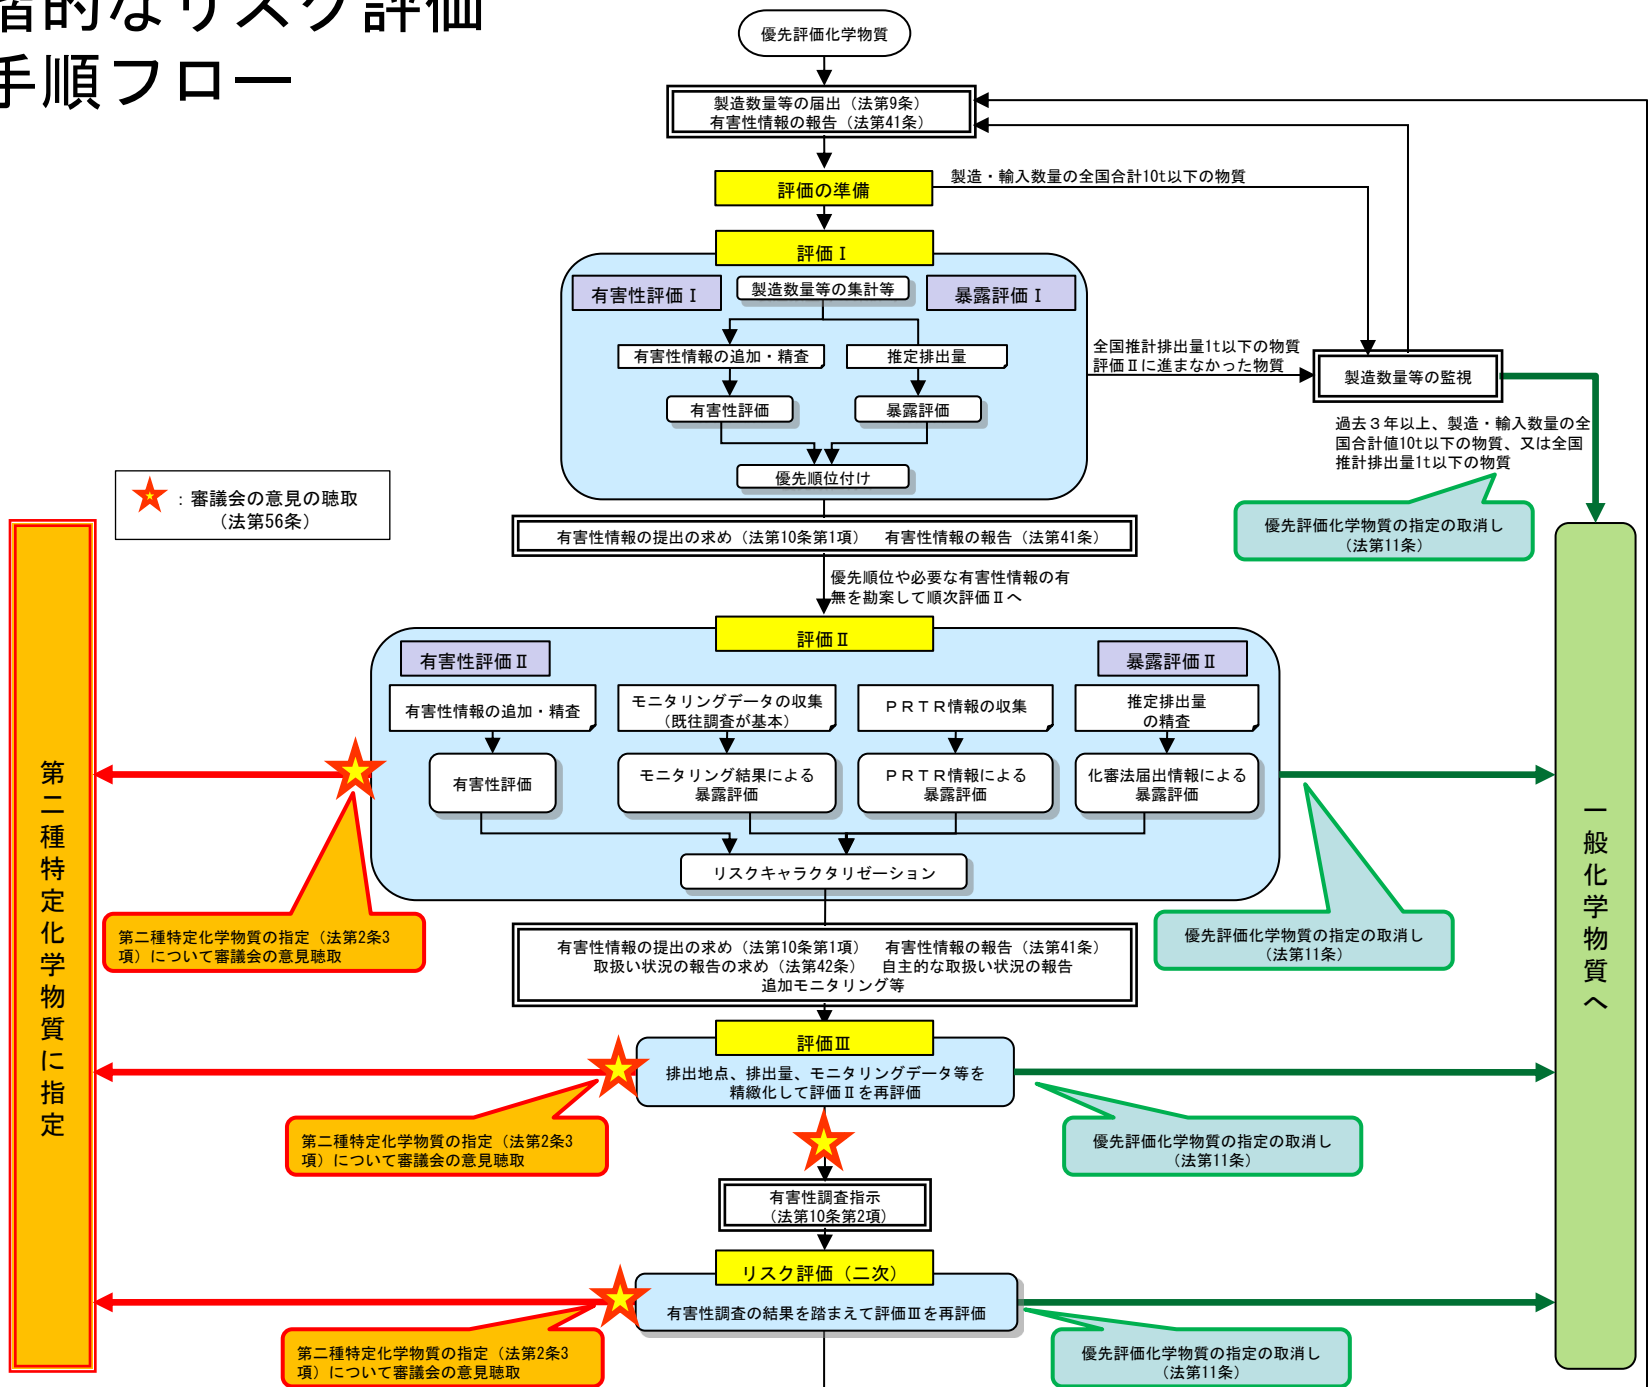 階的なリスク評価
手順フロー
優先評価化学物質
製造数量等の届出（法第9条）
有害性情報の報告（法第41条）
評価の準備
製造・輸入数量の全国合計10t以下の物質
評価Ⅰ
有害性評価Ⅰ
製造数量等の集計等
暴露評価Ⅰ
有害性情報の追加・精査
推定排出量
有害性評価
暴露評価
優先順位付け
全国推計排出量1t以下の物質
評価Ⅱに進まなかった物質
製造数量等の監視
過去３年以上、製造・輸入数量の全
国合計値10t以下の物質、又は全国
推計排出量1t以下の物質
優先評価化学物質の指定の取消し
（法第11条）
：審議会の意見の聴取
（法第56条）
有害性情報の提出の求め（法第10条第1項）　有害性情報の報告（法第41条）
優先順位や必要な有害性情報の有
無を勘案して順次評価Ⅱへ
評価Ⅱ
有害性評価Ⅱ
暴露評価Ⅱ
有害性情報の追加・精査
モニタリングデータの収集
（既往調査が基本）
ＰＲＴＲ情報の収集
推定排出量
の精査
有害性評価
モニタリング結果による
暴露評価
ＰＲＴＲ情報による
暴露評価
化審法届出情報による
暴露評価
リスクキャラクタリゼーション
第二種特定化学物質に指定
一般化学物質へ
第二種特定化学物質の指定（法第2条3
項）について審議会の意見聴取
優先評価化学物質の指定の取消し
（法第11条）
有害性情報の提出の求め（法第10条第1項）　有害性情報の報告（法第41条）
取扱い状況の報告の求め（法第42条）　自主的な取扱い状況の報告
追加モニタリング等
評価Ⅲ
排出地点、排出量、モニタリングデータ等を
精緻化して評価Ⅱを再評価
第二種特定化学物質の指定（法第2条3
項）について審議会の意見聴取
優先評価化学物質の指定の取消し
（法第11条）
有害性調査指示
（法第10条第2項）
リスク評価（二次）
有害性調査の結果を踏まえて評価Ⅲを再評価
第二種特定化学物質の指定（法第2条3
項）について審議会の意見聴取
優先評価化学物質の指定の取消し
（法第11条）